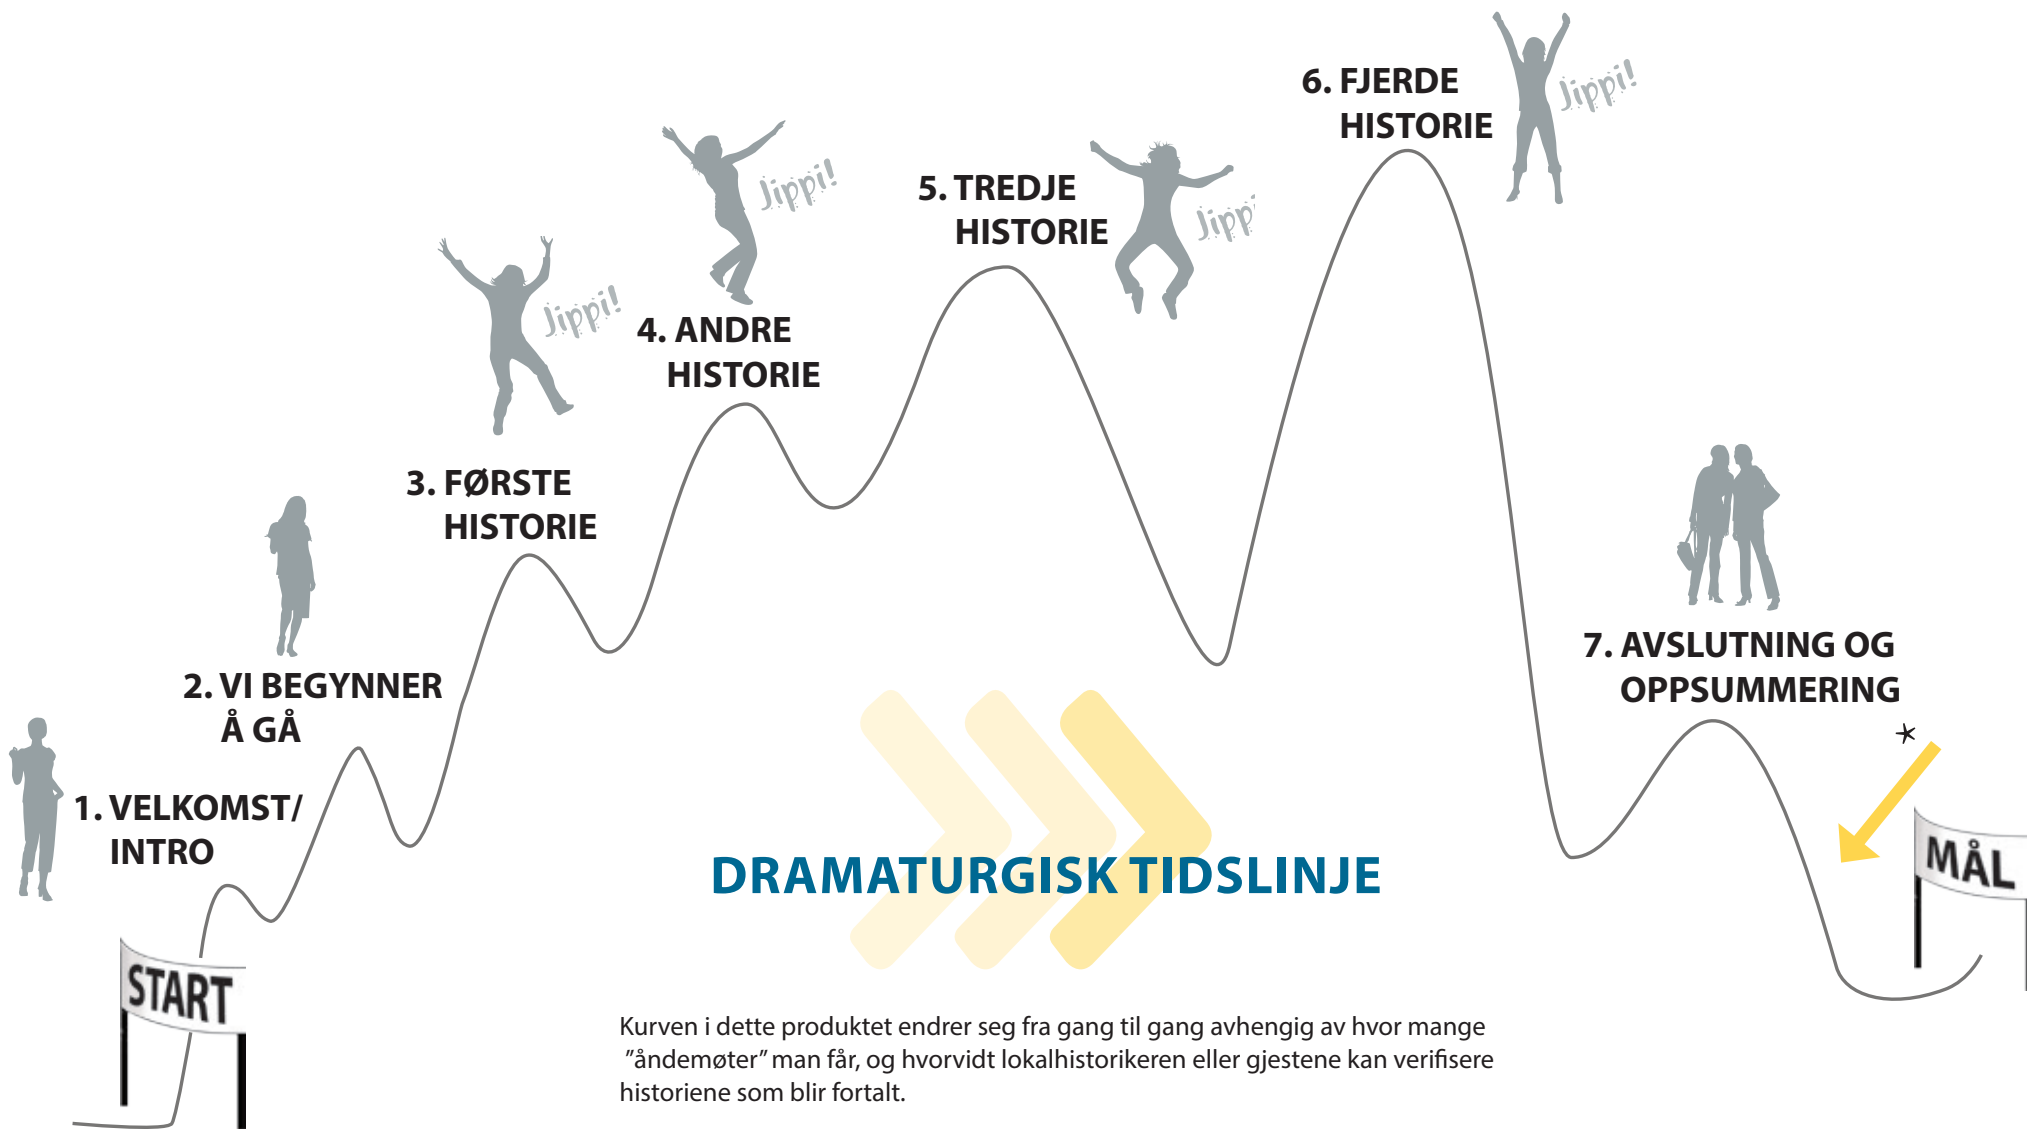 START
1. VELKOMST/
INTRO
2. VI BEGYNNER
Å GÅ
3. FØRSTE
HISTORIE
Jippi!
4. ANDRE
HISTORIE
Jippi!
5. TREDJE
HISTORIE
Jipp
6. FJERDE
HISTORIE
Jippi!
7. AVSLUTNING OG
OPPSUMMERING
*
MÅL
DRAMATURGISK TIDSLINJE
Kurven i dette produktet endrer seg fra gang til gang avhengig av hvor mange
”åndemøter” man får, og hvorvidt lokalhistorikeren eller gjestene kan verifisere
historiene som blir fortalt.